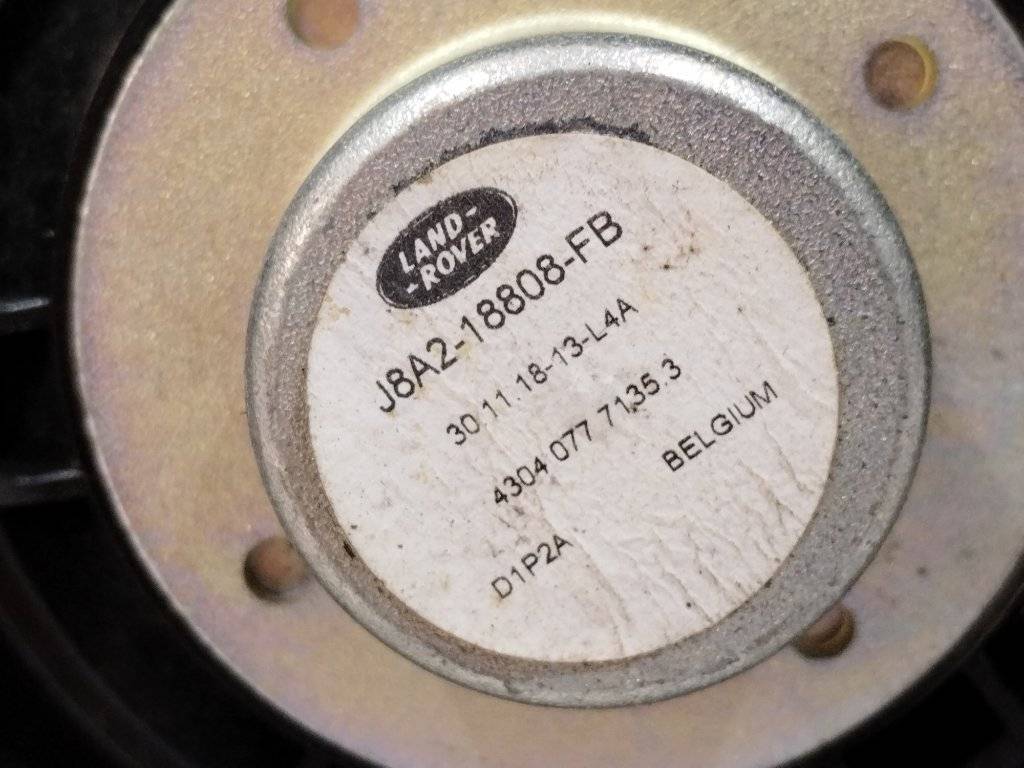 LAND-
-ROVER
J8A2-18808-FB
30.11.18-13-L4A
4304 077 7135.3
BELGIUM
D1P2A